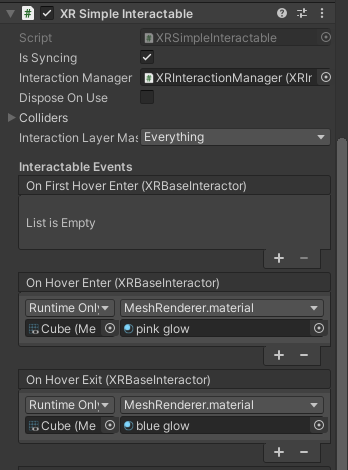 XR Simple Interactable
Script XRSimpleInteractable
Is Syncing
Interaction Manager XRInteractionManager (XRIr
Dispose On Use
Colliders
Interaction Layer Mas Everything
Interactable Events
On First Hover Enter (XRBaseInteractor)
List is Empty
On Hover Enter (XRBaseInteractor)
Runtime Only MeshRenderer.material
Cube (Me pink glow
On Hover Exit (XRBaseInteractor)
Runtime Only MeshRenderer.material
Cube (Me blue glow